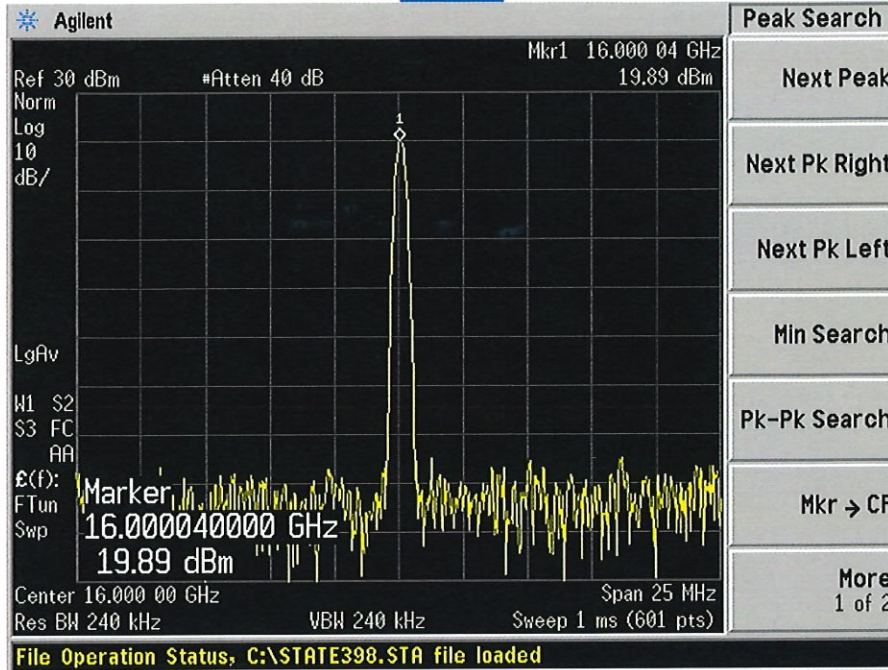 Agilent
Peak Search
Mkr1 16.000 04 GHz
Ref 30 dBm #Atten 40 dB 19.89 dBm
Norm
Log
10
dB/
1
LgAv
W1 S2
S3 FC
AA
£(f):
FTun
Swp
Marker
16.000040000 GHz
19.89 dBm
Center 16.000 00 GHz Span 25 MHz
Res BW 240 kHz VBW 240 kHz Sweep 1 ms (601 pts)
File Operation Status, C:\STATE398.STA file loaded
Next Peak
Next Pk Right
Next Pk Left
Min Search
Pk-Pk Search
Mkr → CF
More
1 of 2